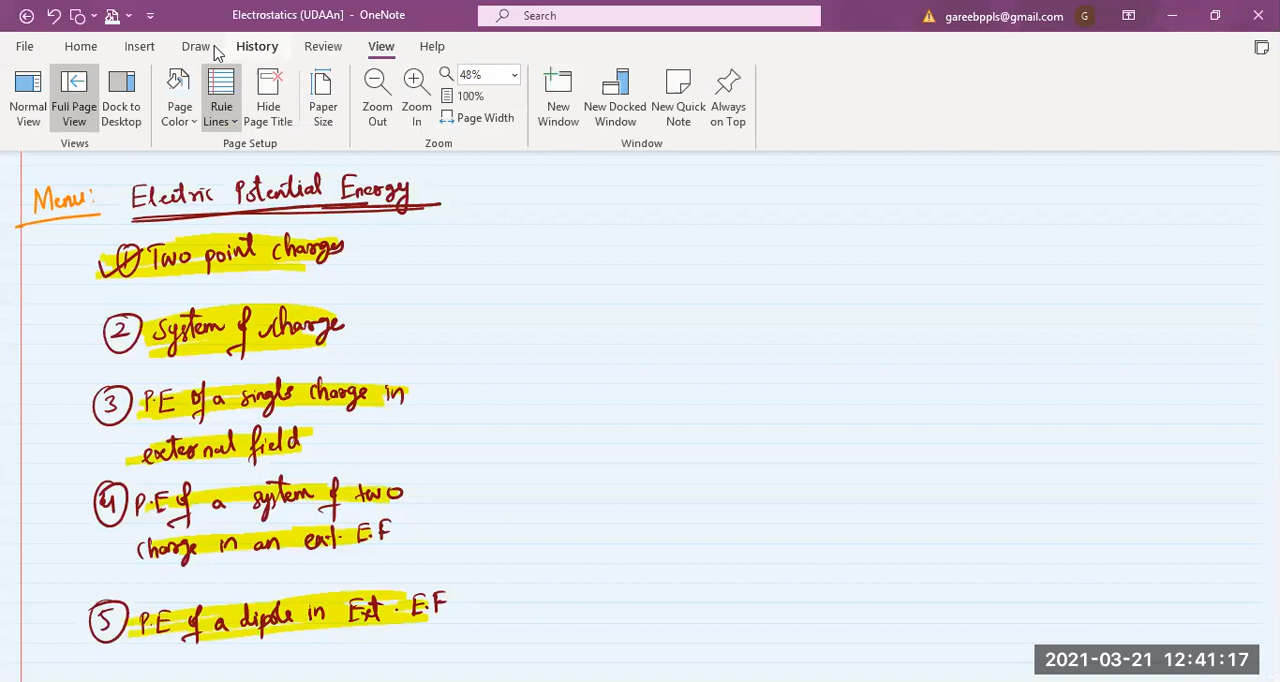 Electrostatics (UDAAn) - OneNote
Search
gareebppls@gmail.com
G
File Home Insert Draw History Review View Help
Normal View
Full Page View
Dock to Desktop
Page Color
Rule Lines
Hide Page Title
Paper Size
Zoom Out
Zoom In
48%
100%
Page Width
New Window
New Docked Window
New Quick Note
Always on Top
Views
Page Setup
Zoom
Window
Menu: Electric Potential Energy
① Two point charges
② System of charge
③ P.E of a single charge in
external field
④ P.E of a system of two
charge in an ext. E.F
⑤ P.E of a dipole in Ext. E.F
2021-03-21 12:41:17